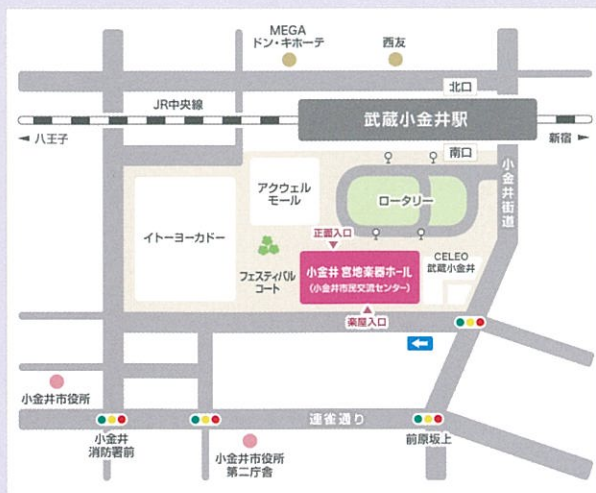 MEGA
ドン・キホーテ
西友
北口
JR中央線
武蔵小金井駅
八王子
新宿
南口
小金井街道
アクウェル
モール
ロータリー
イトーヨーカドー
正面入口
フェスティバル
コート
小金井 宮地楽器ホール
(小金井市民交流センター)
CELEO
武蔵小金井
楽屋入口
小金井市役所
連雀通り
小金井
消防署前
前原坂上
小金井市役所
第二庁舎